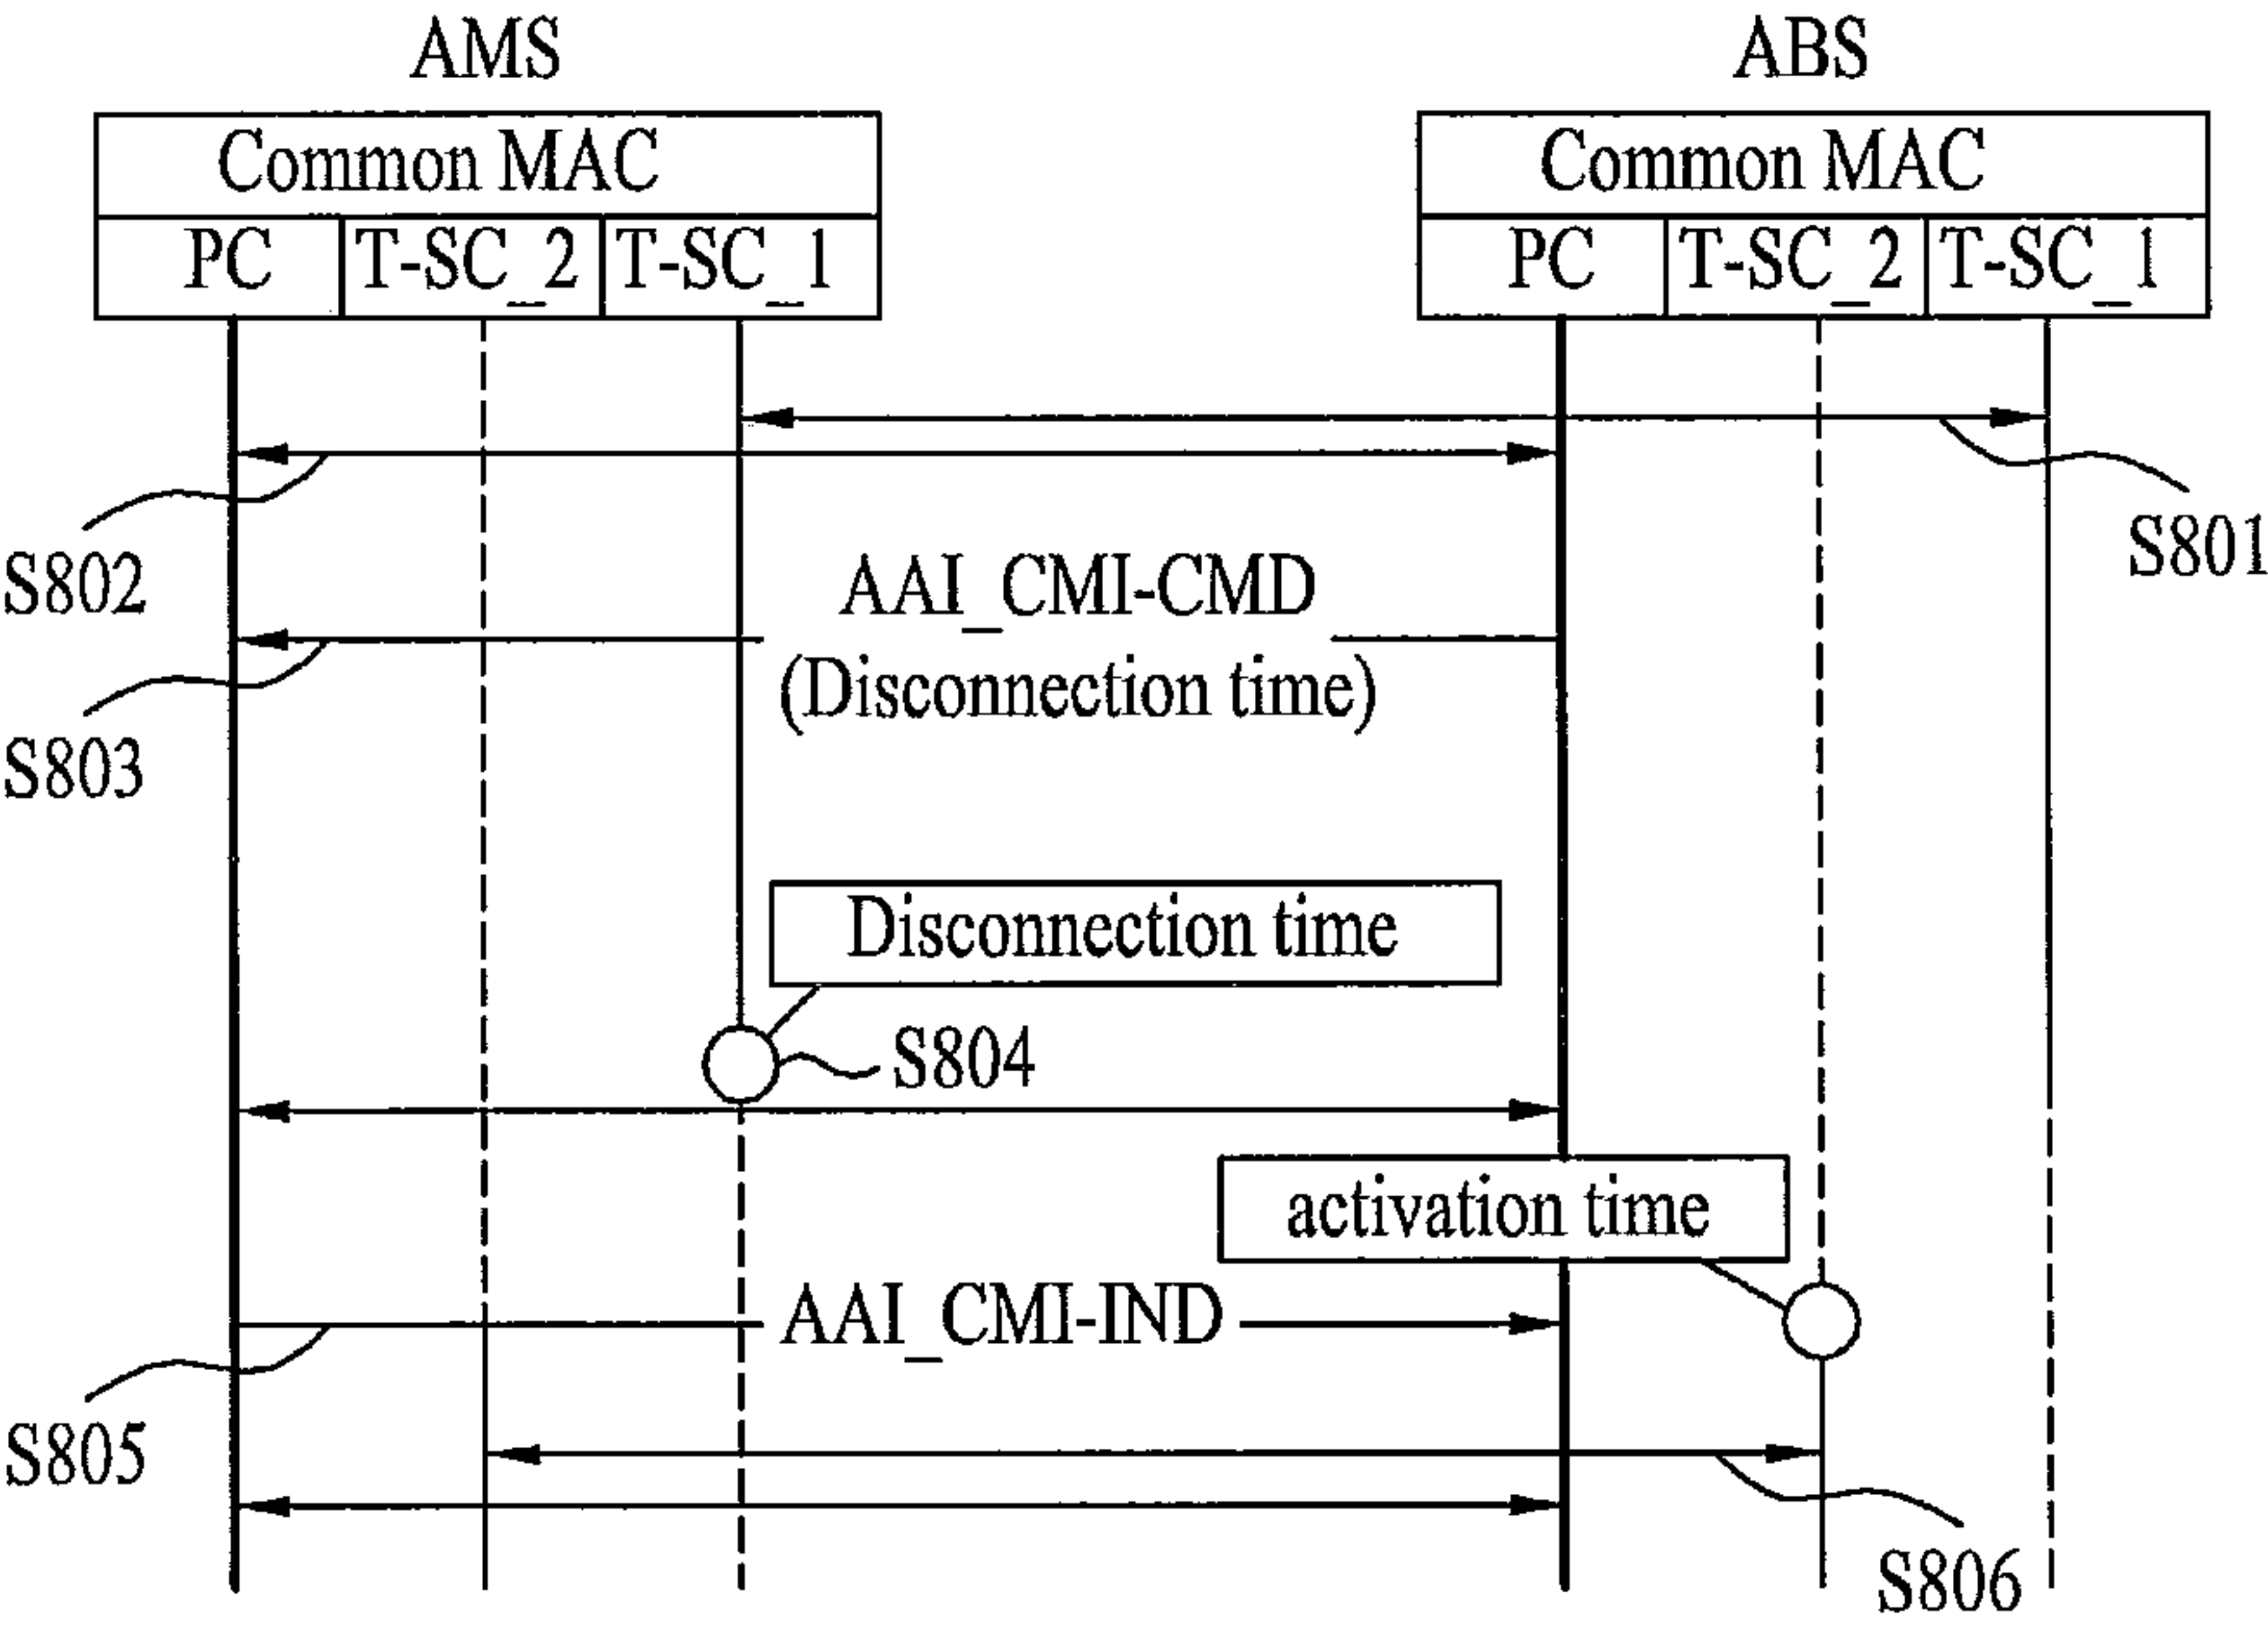 AMS
ABS
Common MAC
Common MAC
PC
T-SC_2
T-SC_1
PC
T-SC_2
T-SC_1
S801
S802
AAI_CMI-CMD
(Disconnection time)
S803
Disconnection time
S804
activation time
AAI_CMI-IND
S805
S806